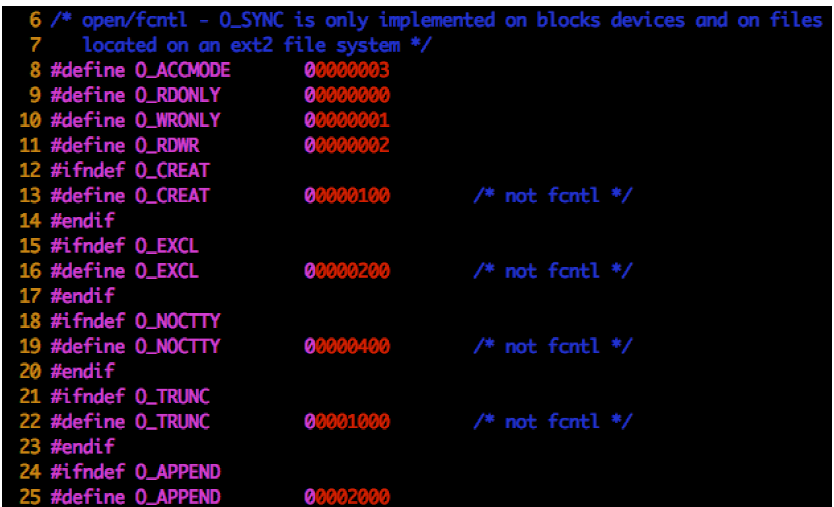 6 /* open/fcntl - O_SYNC is only implemented on blocks devices and on files
7    located on an ext2 file system */
8 #define O_ACCMODE       00000003
9 #define O_RDONLY        00000000
10 #define O_WRONLY        00000001
11 #define O_RDWR          00000002
12 #ifndef O_CREAT
13 #define O_CREAT         00000100        /* not fcntl */
14 #endif
15 #ifndef O_EXCL
16 #define O_EXCL          00000200        /* not fcntl */
17 #endif
18 #ifndef O_NOCTTY
19 #define O_NOCTTY        00000400        /* not fcntl */
20 #endif
21 #ifndef O_TRUNC
22 #define O_TRUNC         00001000        /* not fcntl */
23 #endif
24 #ifndef O_APPEND
25 #define O_APPEND        00002000